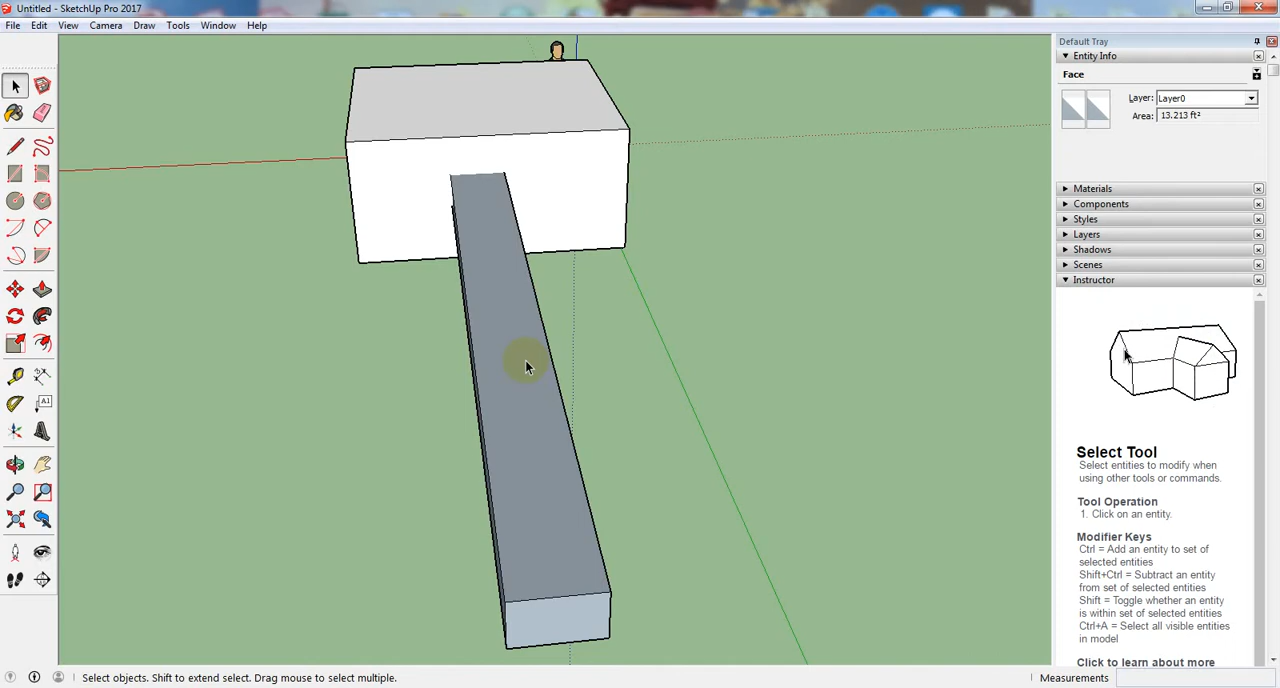 Untitled - SketchUp Pro 2017
File Edit View Camera Draw Tools Window Help
Default Tray
Entity Info
Face
Layer: Layer0
Area: 13.213 ft²
Materials
Components
Styles
Layers
Shadows
Scenes
Instructor
A1
Select Tool
Select entities to modify when
using other tools or commands.
Tool Operation
1. Click on an entity.
Modifier Keys
Ctrl = Add an entity to set of
selected entities
Shift+Ctrl = Subtract an entity
from set of selected entities
Shift = Toggle whether an entity
is within set of selected entities
Ctrl+A = Select all visible entities
in model
Click to learn about more
Select objects. Shift to extend select. Drag mouse to select multiple.
Measurements